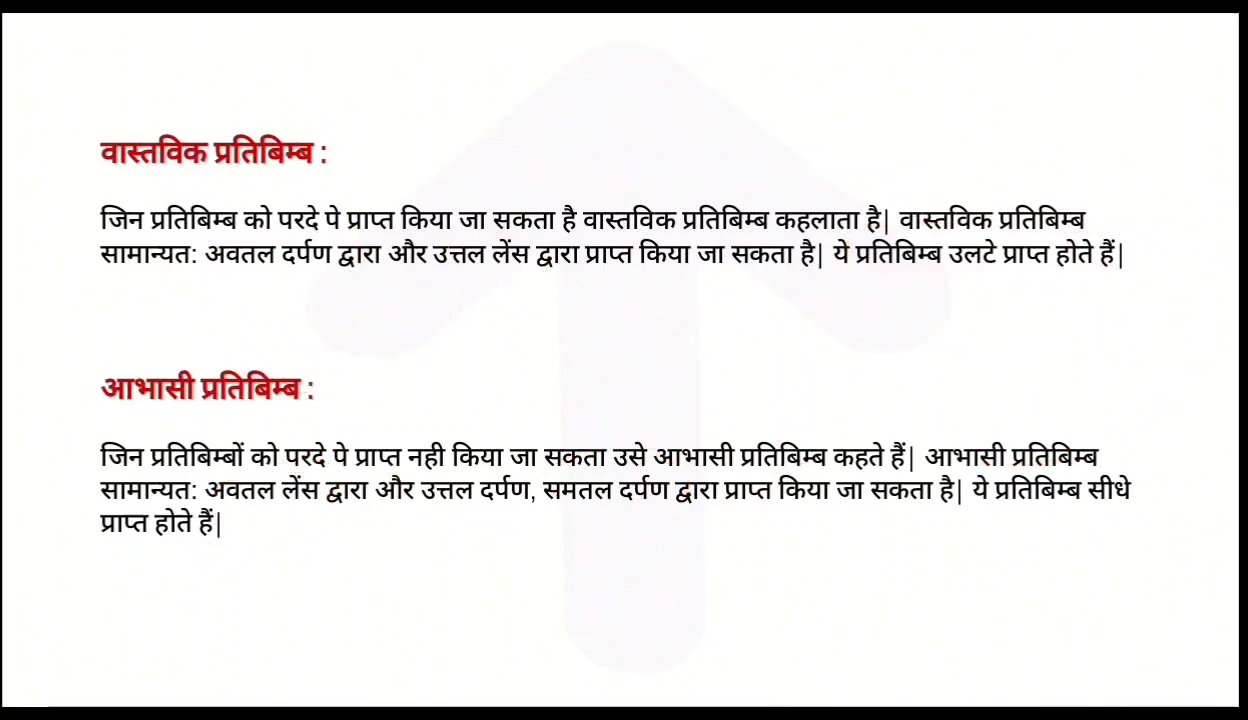 वास्तविक प्रतिबिम्ब :
जिन प्रतिबिम्ब को परदे पे प्राप्त किया जा सकता है वास्तविक प्रतिबिम्ब कहलाता है| वास्तविक प्रतिबिम्ब
सामान्यत: अवतल दर्पण द्वारा और उत्तल लेंस द्वारा प्राप्त किया जा सकता है| ये प्रतिबिम्ब उलटे प्राप्त होते हैं|
आभासी प्रतिबिम्ब :
जिन प्रतिबिम्बों को परदे पे प्राप्त नही किया जा सकता उसे आभासी प्रतिबिम्ब कहते हैं| आभासी प्रतिबिम्ब
सामान्यत: अवतल लेंस द्वारा और उत्तल दर्पण, समतल दर्पण द्वारा प्राप्त किया जा सकता है| ये प्रतिबिम्ब सीधे
प्राप्त होते हैं|